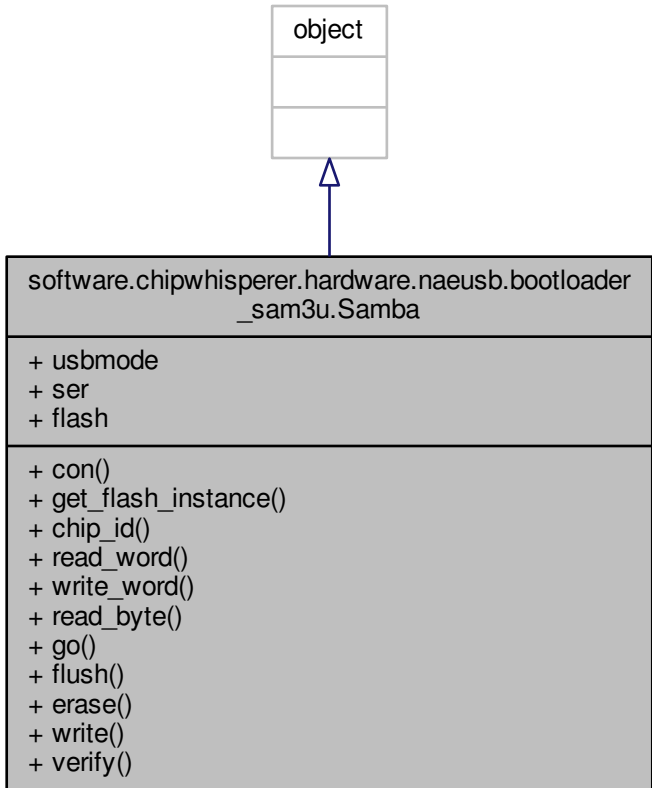 object
software.chipwhisperer.hardware.naeusb.bootloader
_sam3u.Samba
+ usbmode
+ ser
+ flash
+ con()
+ get_flash_instance()
+ chip_id()
+ read_word()
+ write_word()
+ read_byte()
+ go()
+ flush()
+ erase()
+ write()
+ verify()